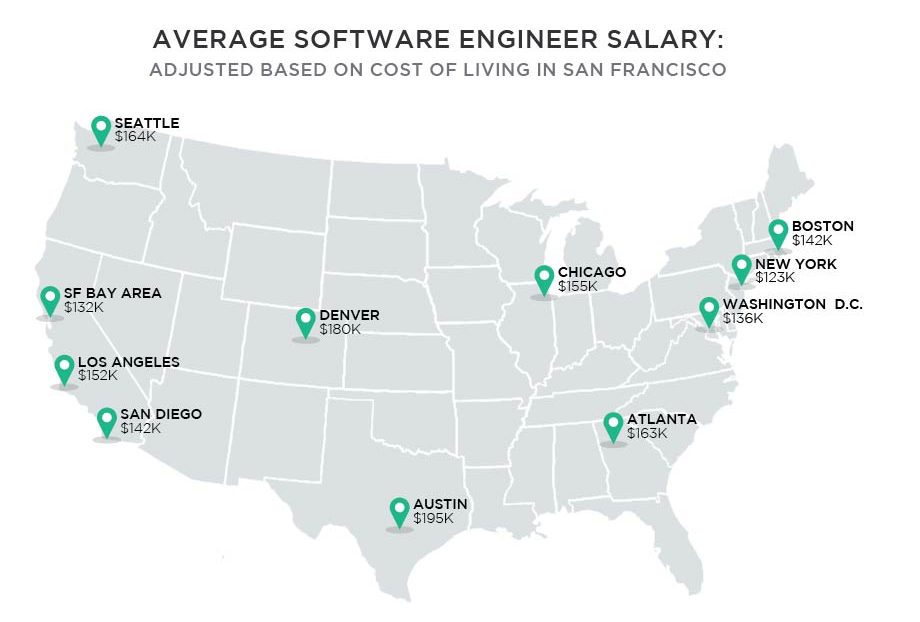 AVERAGE SOFTWARE ENGINEER SALARY:
ADJUSTED BASED ON COST OF LIVING IN SAN FRANCISCO
SEATTLE
$164K
BOSTON
$142K
NEW YORK
$123K
CHICAGO
$155K
SF BAY AREA
$132K
WASHINGTON D.C.
$136K
DENVER
$180K
LOS ANGELES
$152K
SAN DIEGO
$142K
ATLANTA
$163K
AUSTIN
$195K